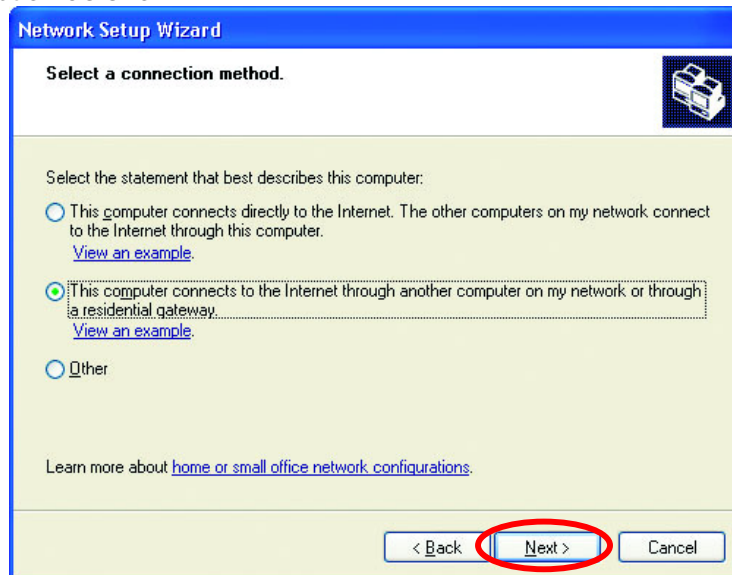 Network Setup Wizard
Select a connection method.
Select the statement that best describes this computer:
This computer connects directly to the Internet. The other computers on my network connect
to the Internet through this computer.
View an example.
This computer connects to the Internet through another computer on my network or through
a residential gateway.
View an example.
Other
Learn more about home or small office network configurations.
< Back
Next >
Cancel